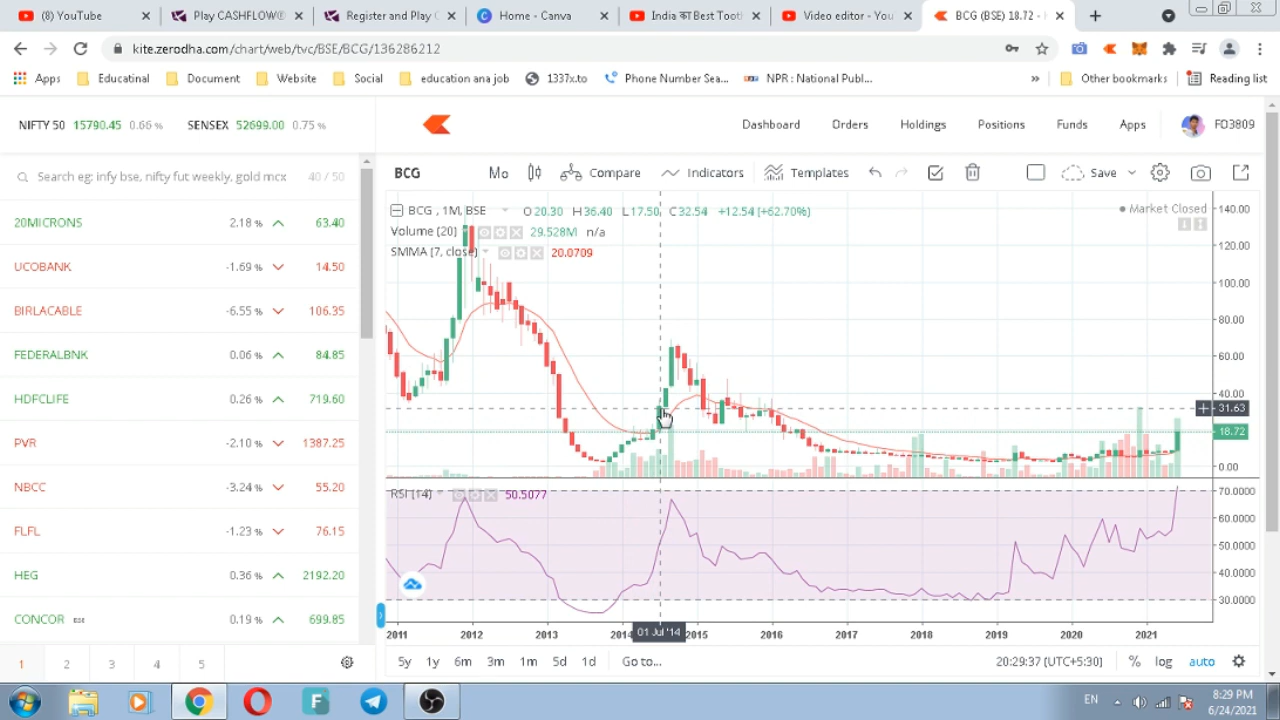 (8) YouTube
Play CASHFLOW®
Register and Play C
Home - Canva
India का Best Toot
Video editor - You
BCG (BSE) 18.72 -
kite.zerodha.com/chart/web/tvc/BSE/BCG/136286212
Apps
Educatinal
Document
Website
Social
education ana job
1337x.to
Phone Number Sea...
npr
NPR : National Publ...
»
Other bookmarks
Reading list
NIFTY 50 15790.45 0.66 %
SENSEX 52699.00 0.75 %
Dashboard
Orders
Holdings
Positions
Funds
Apps
FD3809
Search eg: infy bse, nifty fut weekly, gold mcx
40 / 50
20MICRONS 2.18 % 63.40
UCOBANK -1.69 % 14.50
BIRLACABLE -6.55 % 106.35
FEDERALBNK 0.06 % 84.85
HDFCLIFE 0.26 % 719.60
PVR -2.10 % 1387.25
NBCC -3.24 % 55.20
FLFL -1.23 % 76.15
HEG 0.36 % 2192.20
CONCOR BSE 0.19 % 699.85
1 2 3 4 5
BCG
Mo
Compare
Indicators
Templates
Save
BCG , 1M, BSE O 20.30 H 36.40 L 17.50 C 32.54 +12.54 (+62.70%)
Market Closed
Volume (20) 29.528M n/a
SMMA (7, close) 20.0709
140.00
120.00
100.00
80.00
60.00
40.00
31.63
18.72
0.00
RSI (14) 50.5077
70.0000
60.0000
50.0000
40.0000
30.0000
2011 2012 2013 2014 01 Jul '14 2015 2016 2017 2018 2019 2020 2021
5y 1y 6m 3m 1m 5d 1d Go to...
20:29:37 (UTC+5:30) % log auto
EN
8:29 PM
6/24/2021